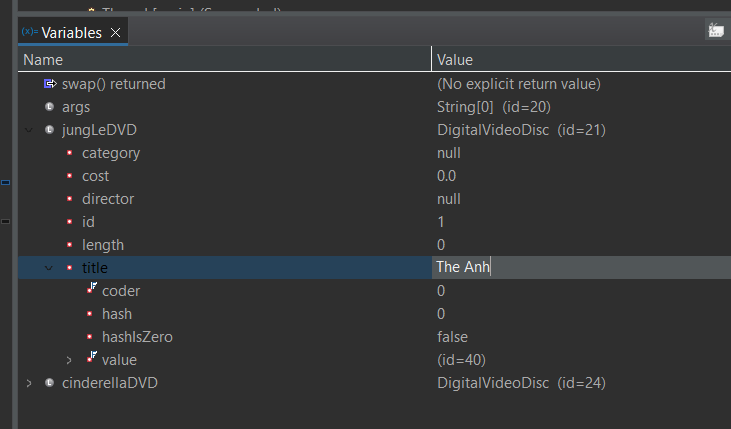 (x)= Variables
Name Value
swap() returned (No explicit return value)
args String[0] (id=20)
jungLeDVD DigitalVideoDisc (id=21)
category null
cost 0.0
director null
id 1
length 0
title The Anh
coder 0
hash 0
hashIsZero false
value (id=40)
cinderellaDVD DigitalVideoDisc (id=24)